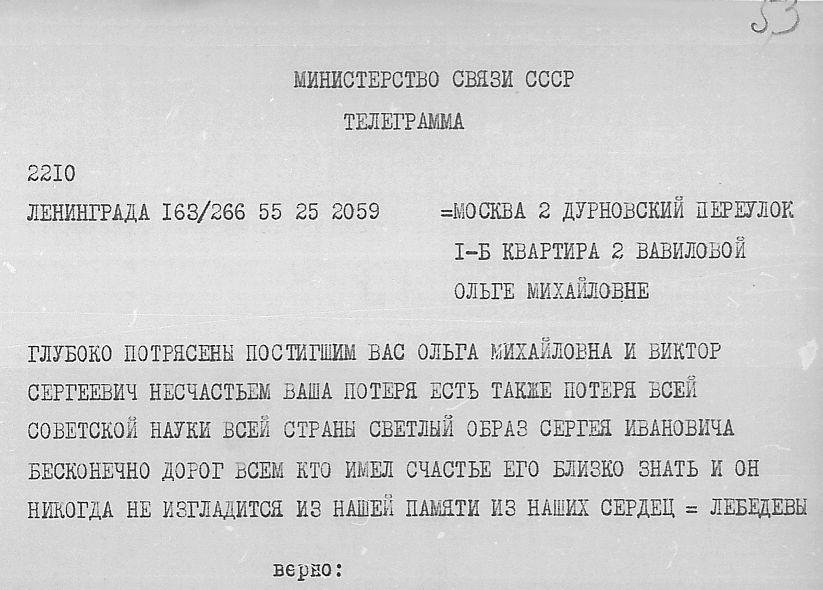 53
МИНИСТЕРСТВО СВЯЗИ СССР
ТЕЛЕГРАММА
22I0
ЛЕНИНГРАДА I63/266 55 25 2059 =МОСКВА 2 ДУРНОВСКИЙ ПЕРЕУЛОК
I-Б КВАРТИРА 2 ВАВИЛОВОЙ
ОЛЬГЕ МИХАЙЛОВНЕ
ГЛУБОКО ПОТРЯСЕНЫ ПОСТИГШИМ ВАС ОЛЬГА МИХАЙЛОВНА И ВИКТОР
СЕРГЕЕВИЧ НЕСЧАСТЬЕМ ВАША ПОТЕРЯ ЕСТЬ ТАКЖЕ ПОТЕРЯ ВСЕЙ
СОВЕТСКОЙ НАУКИ ВСЕЙ СТРАНЫ СВЕТЛЫЙ ОБРАЗ СЕРГЕЯ ИВАНОВИЧА
БЕСКОНЕЧНО ДОРОГ ВСЕМ КТО ИМЕЛ СЧАСТЬЕ ЕГО БЛИЗКО ЗНАТЬ И ОН
НИКОГДА НЕ ИЗГЛАДИТСЯ ИЗ НАШЕЙ ПАМЯТИ ИЗ НАШИХ СЕРДЕЦ = ЛЕБЕДЕВЫ
верно: